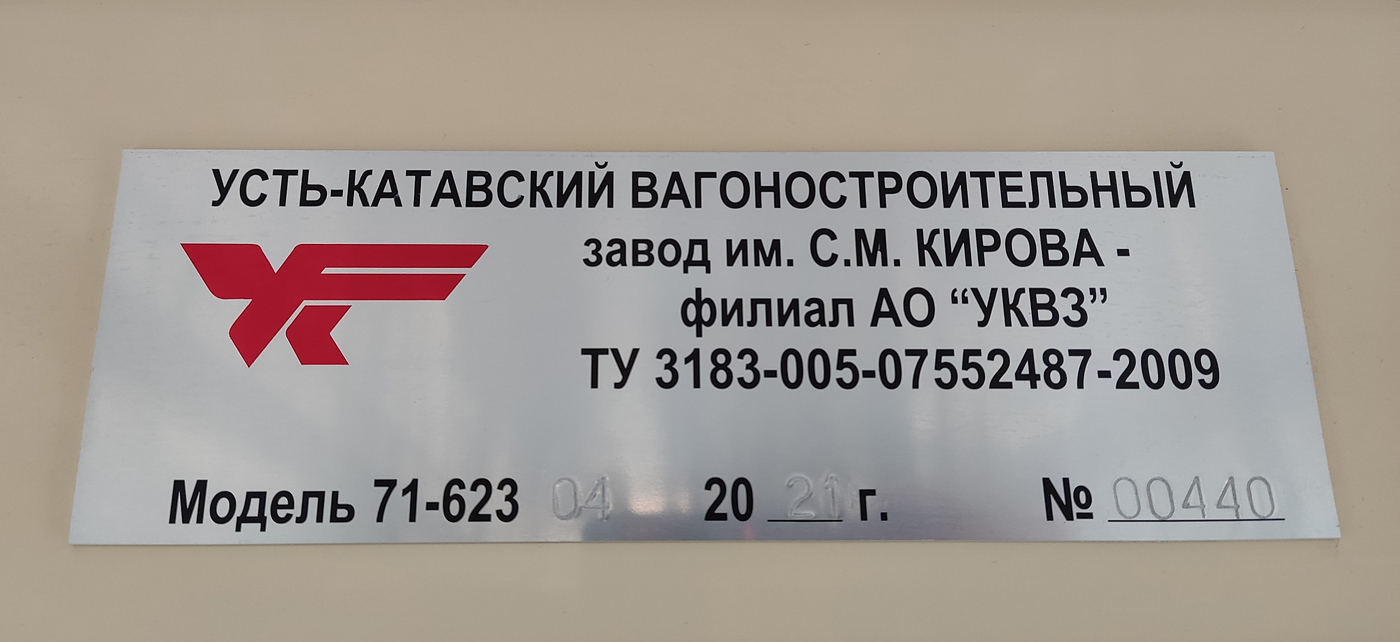 УСТЬ-КАТАВСКИЙ ВАГОНОСТРОИТЕЛЬНЫЙ
завод им. С.М. КИРОВА -
филиал АО “УКВЗ”
ТУ 3183-005-07552487-2009
Модель 71-623 04 20 21 г. № 00440